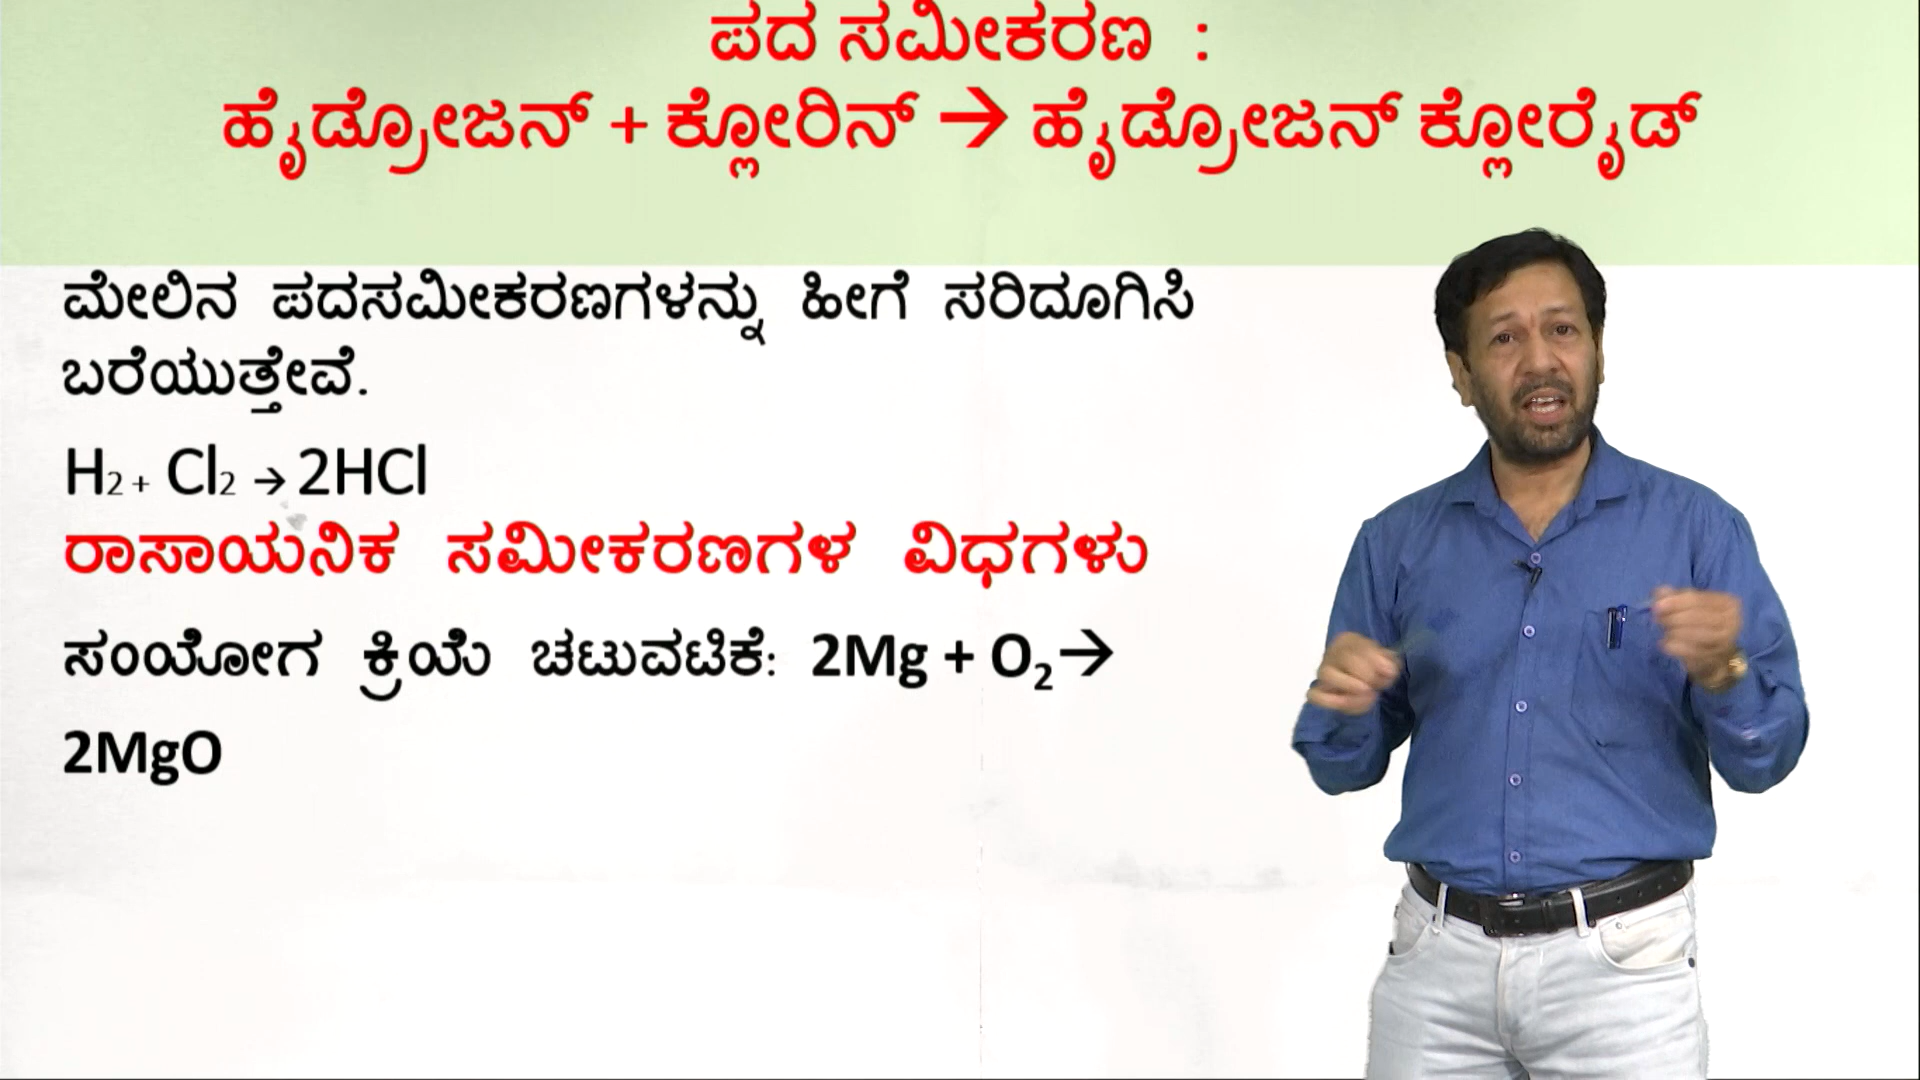 ಪದ ಸಮೀಕರಣ :
ಹೈಡ್ರೋಜನ್ + ಕ್ಲೋರಿನ್ → ಹೈಡ್ರೋಜನ್ ಕ್ಲೋರೈಡ್
ಮೇಲಿನ ಪದಸಮೀಕರಣಗಳನ್ನು ಹೀಗೆ ಸರಿದೂಗಿಸಿ
ಬರೆಯುತ್ತೇವೆ.
H₂ + Cl₂ → 2HCl
ರಾಸಾಯನಿಕ ಸಮೀಕರಣಗಳ ವಿಧಗಳು
ಸಂಯೋಗ ಕ್ರಿಯೆ ಚಟುವಟಿಕೆ: 2Mg + O₂→
2MgO